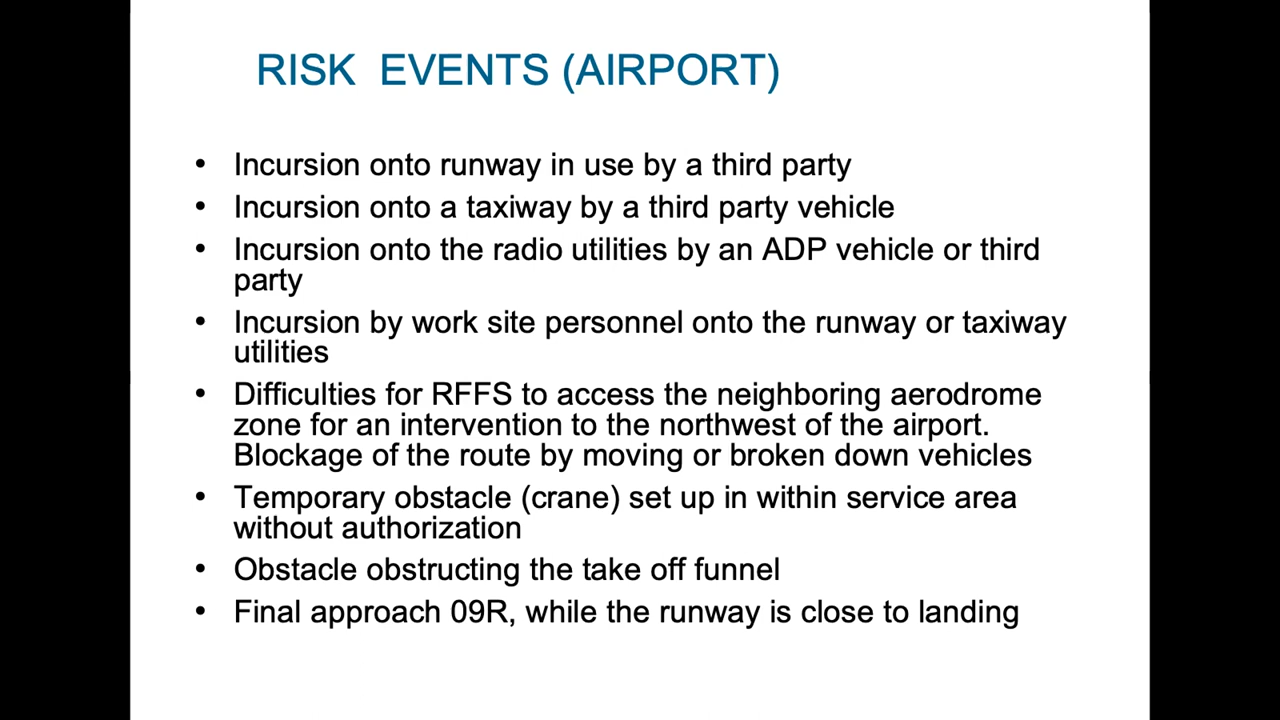 RISK  EVENTS (AIRPORT)
• Incursion onto runway in use by a third party
• Incursion onto a taxiway by a third party vehicle
• Incursion onto the radio utilities by an ADP vehicle or third
party
• Incursion by work site personnel onto the runway or taxiway
utilities
• Difficulties for RFFS to access the neighboring aerodrome
zone for an intervention to the northwest of the airport.
Blockage of the route by moving or broken down vehicles
• Temporary obstacle (crane) set up in within service area
without authorization
• Obstacle obstructing the take off funnel
• Final approach 09R, while the runway is close to landing